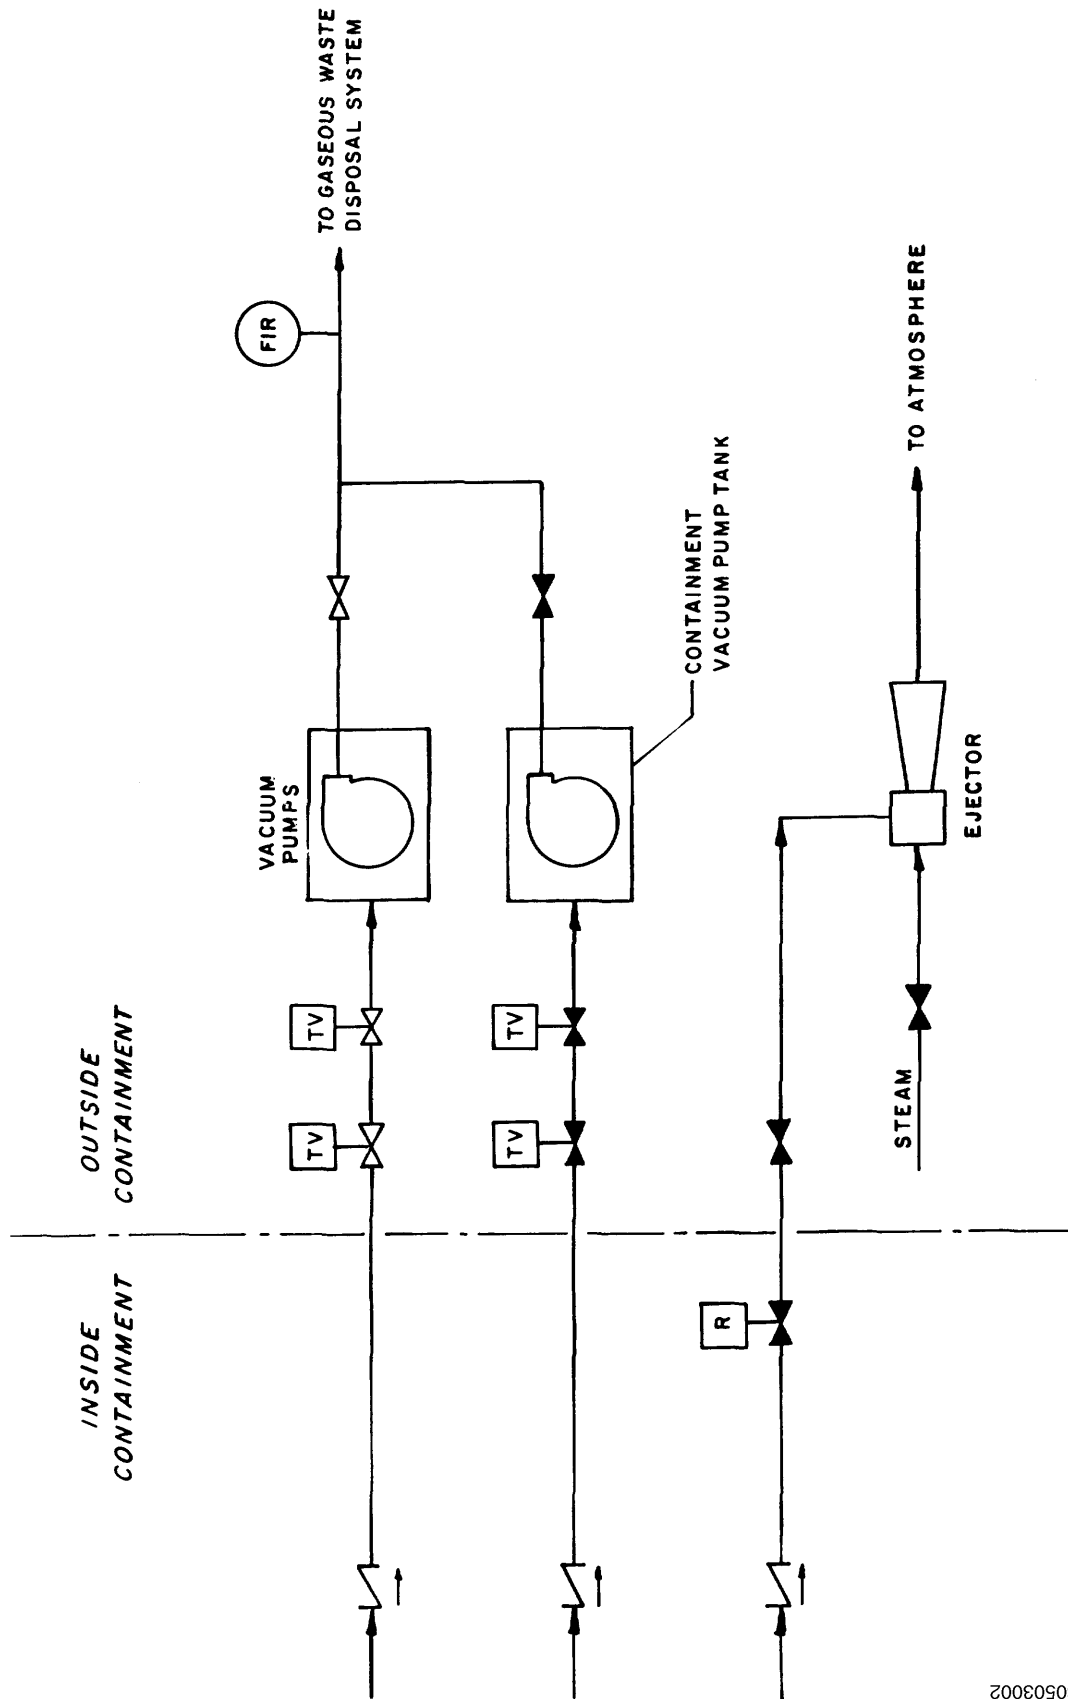 INSIDE
CONTAINMENT
OUTSIDE
CONTAINMENT
TV
TV
VACUUM
PUMPS
FIR
TO GASEOUS WASTE
DISPOSAL SYSTEM
TV
TV
CONTAINMENT
VACUUM PUMP TANK
R
STEAM
EJECTOR
TO ATMOSPHERE
0503002